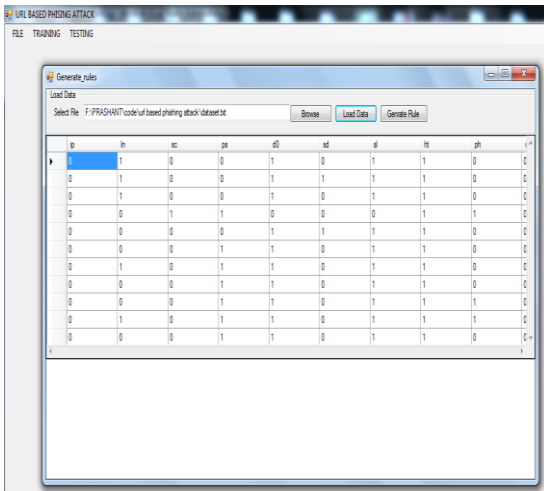 URL BASED PHISING ATTACK
FILE TRAINING TESTING
Generate_rules
Load Data
Select File F:\PRASHANT\code\url based phishing attack\dataset.txt Browse Load Data Genrate Rule
ip ln sc ps d0 sd sl ht ph
0 1 0 0 1 0 1 1 0 0
0 1 0 0 1 1 1 1 0 0
0 1 0 0 1 0 1 1 0 0
0 0 1 1 0 0 0 1 1 0
0 0 0 0 1 1 1 1 0 0
0 0 0 1 1 0 1 1 0 0
0 1 0 1 1 0 1 1 0 0
0 0 0 1 1 0 1 1 1 0
0 1 0 1 1 0 1 1 1 0
0 0 0 1 1 0 1 1 0 0